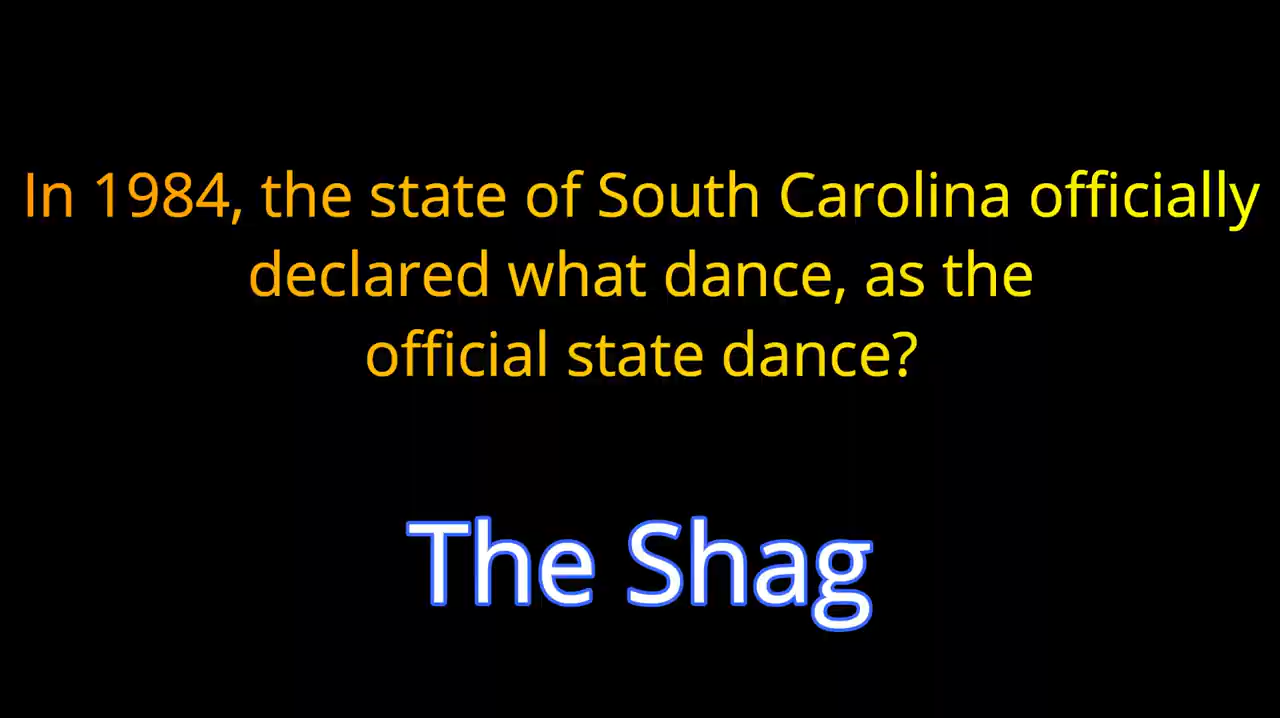 In 1984, the state of South Carolina officially
declared what dance, as the
official state dance?
The Shag